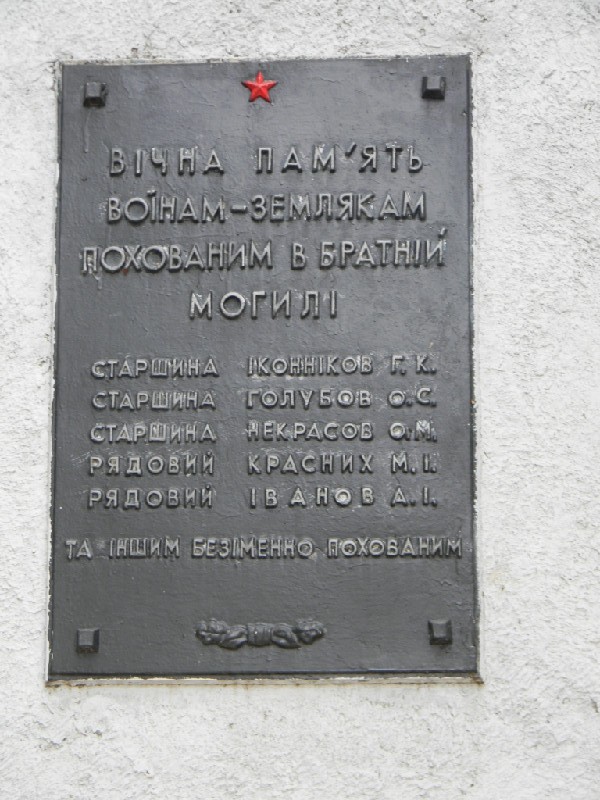 ВІЧНА ПАМ'ЯТЬ
ВОЇНАМ-ЗЕМЛЯКАМ
ПОХОВАНИМ В БРАТНІЙ
МОГИЛІ
СТАРШИНА ІКОННІКОВ Г. К.
СТАРШИНА ГОЛУБОВ О.С.
СТАРШИНА НЕКРАСОВ О.М.
РЯДОВИЙ КРАСНИХ М.І.
РЯДОВИЙ ІВАНОВ А.І.
ТА ІНШИМ БЕЗІМЕННО ПОХОВАНИМ